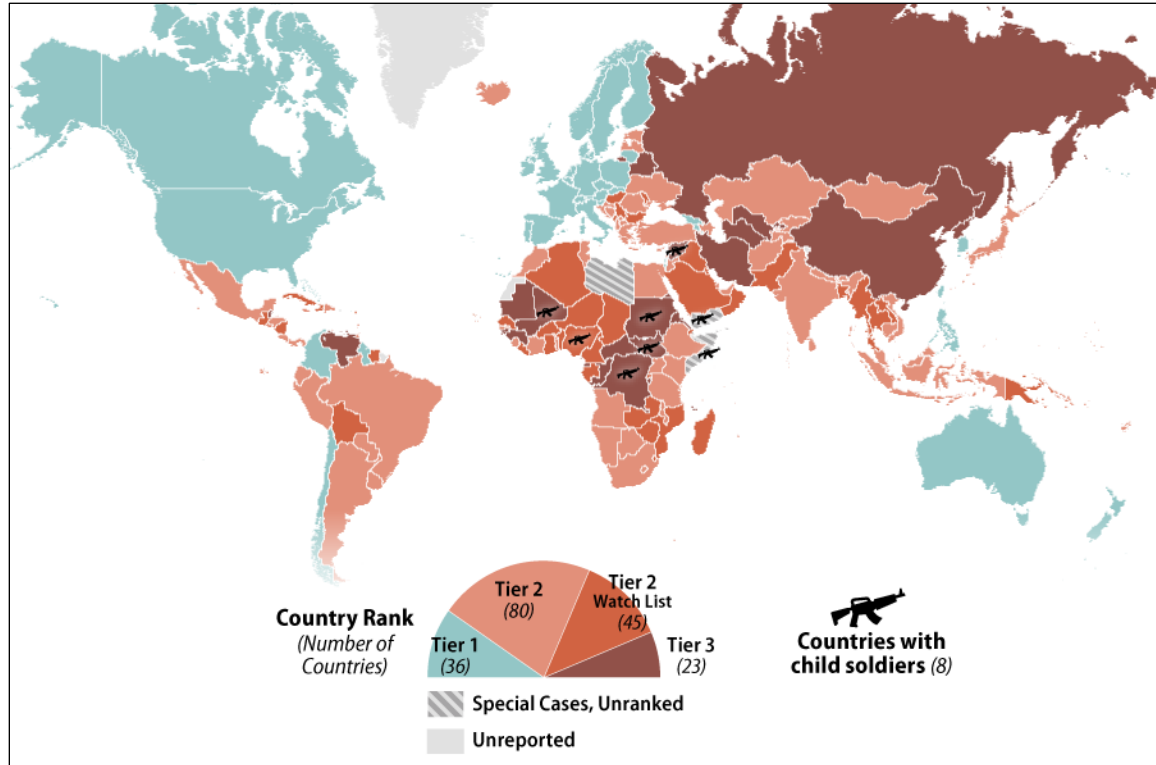 Country Rank
(Number of
Countries)
Tier 1
(36)
Tier 2
(80)
Tier 2
Watch List
(45)
Tier 3
(23)
Special Cases, Unranked
Unreported
Countries with
child soldiers (8)